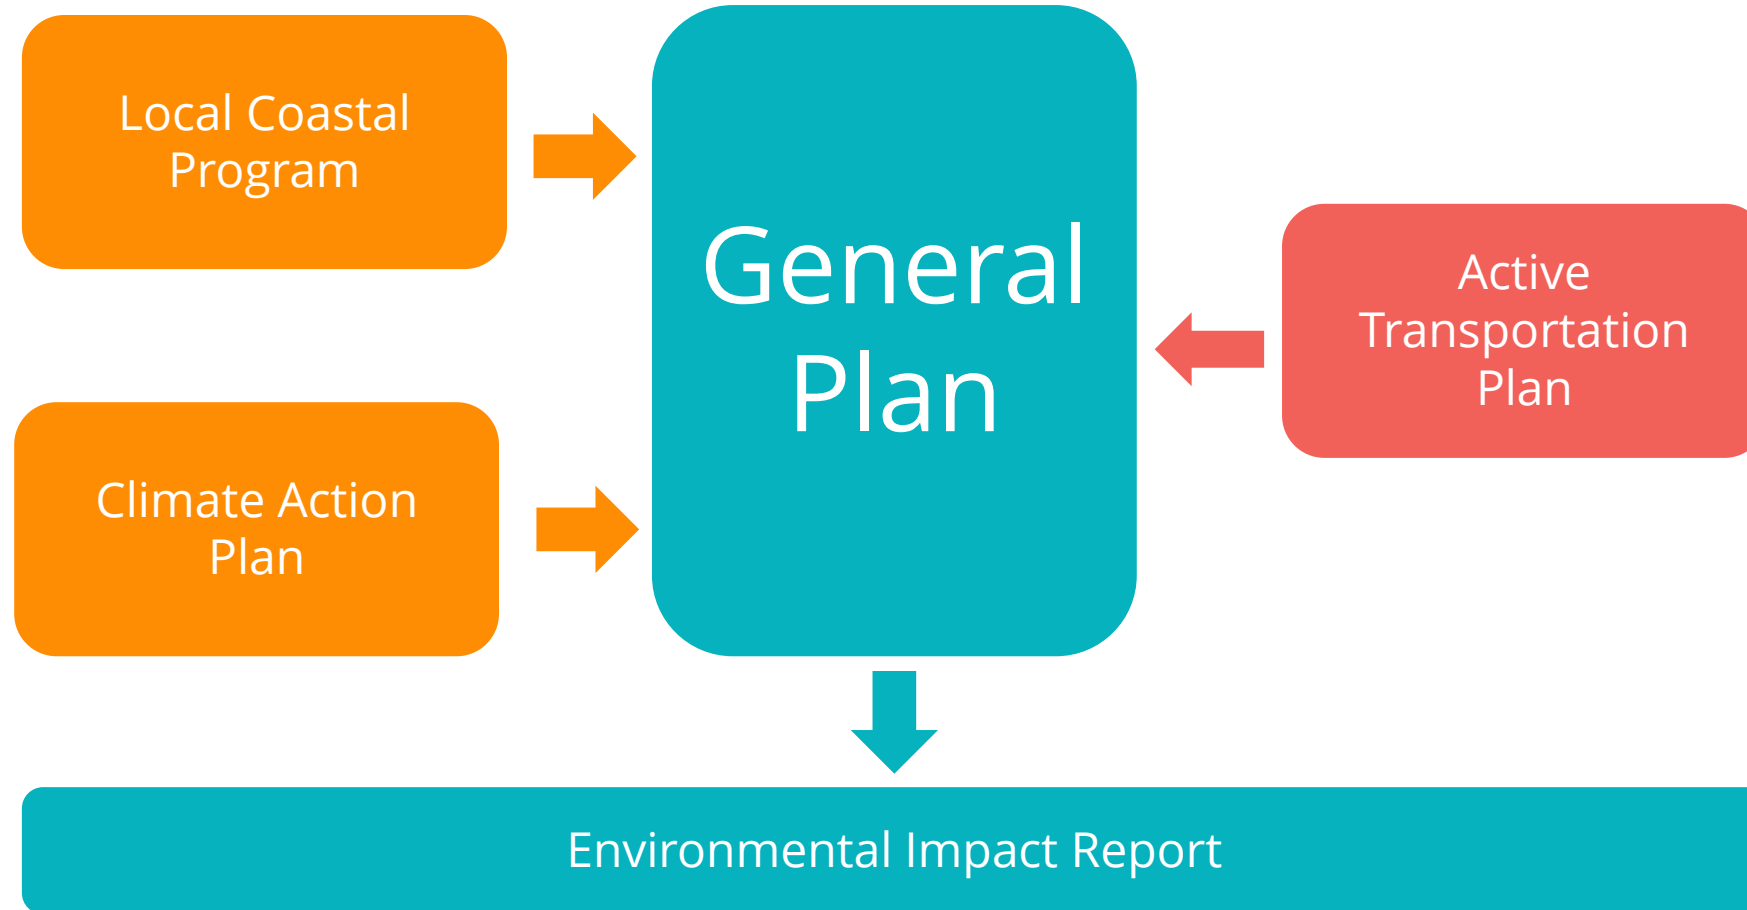 Local Coastal
Program
General
Plan
Active
Transportation
Plan
Climate Action
Plan
Environmental Impact Report